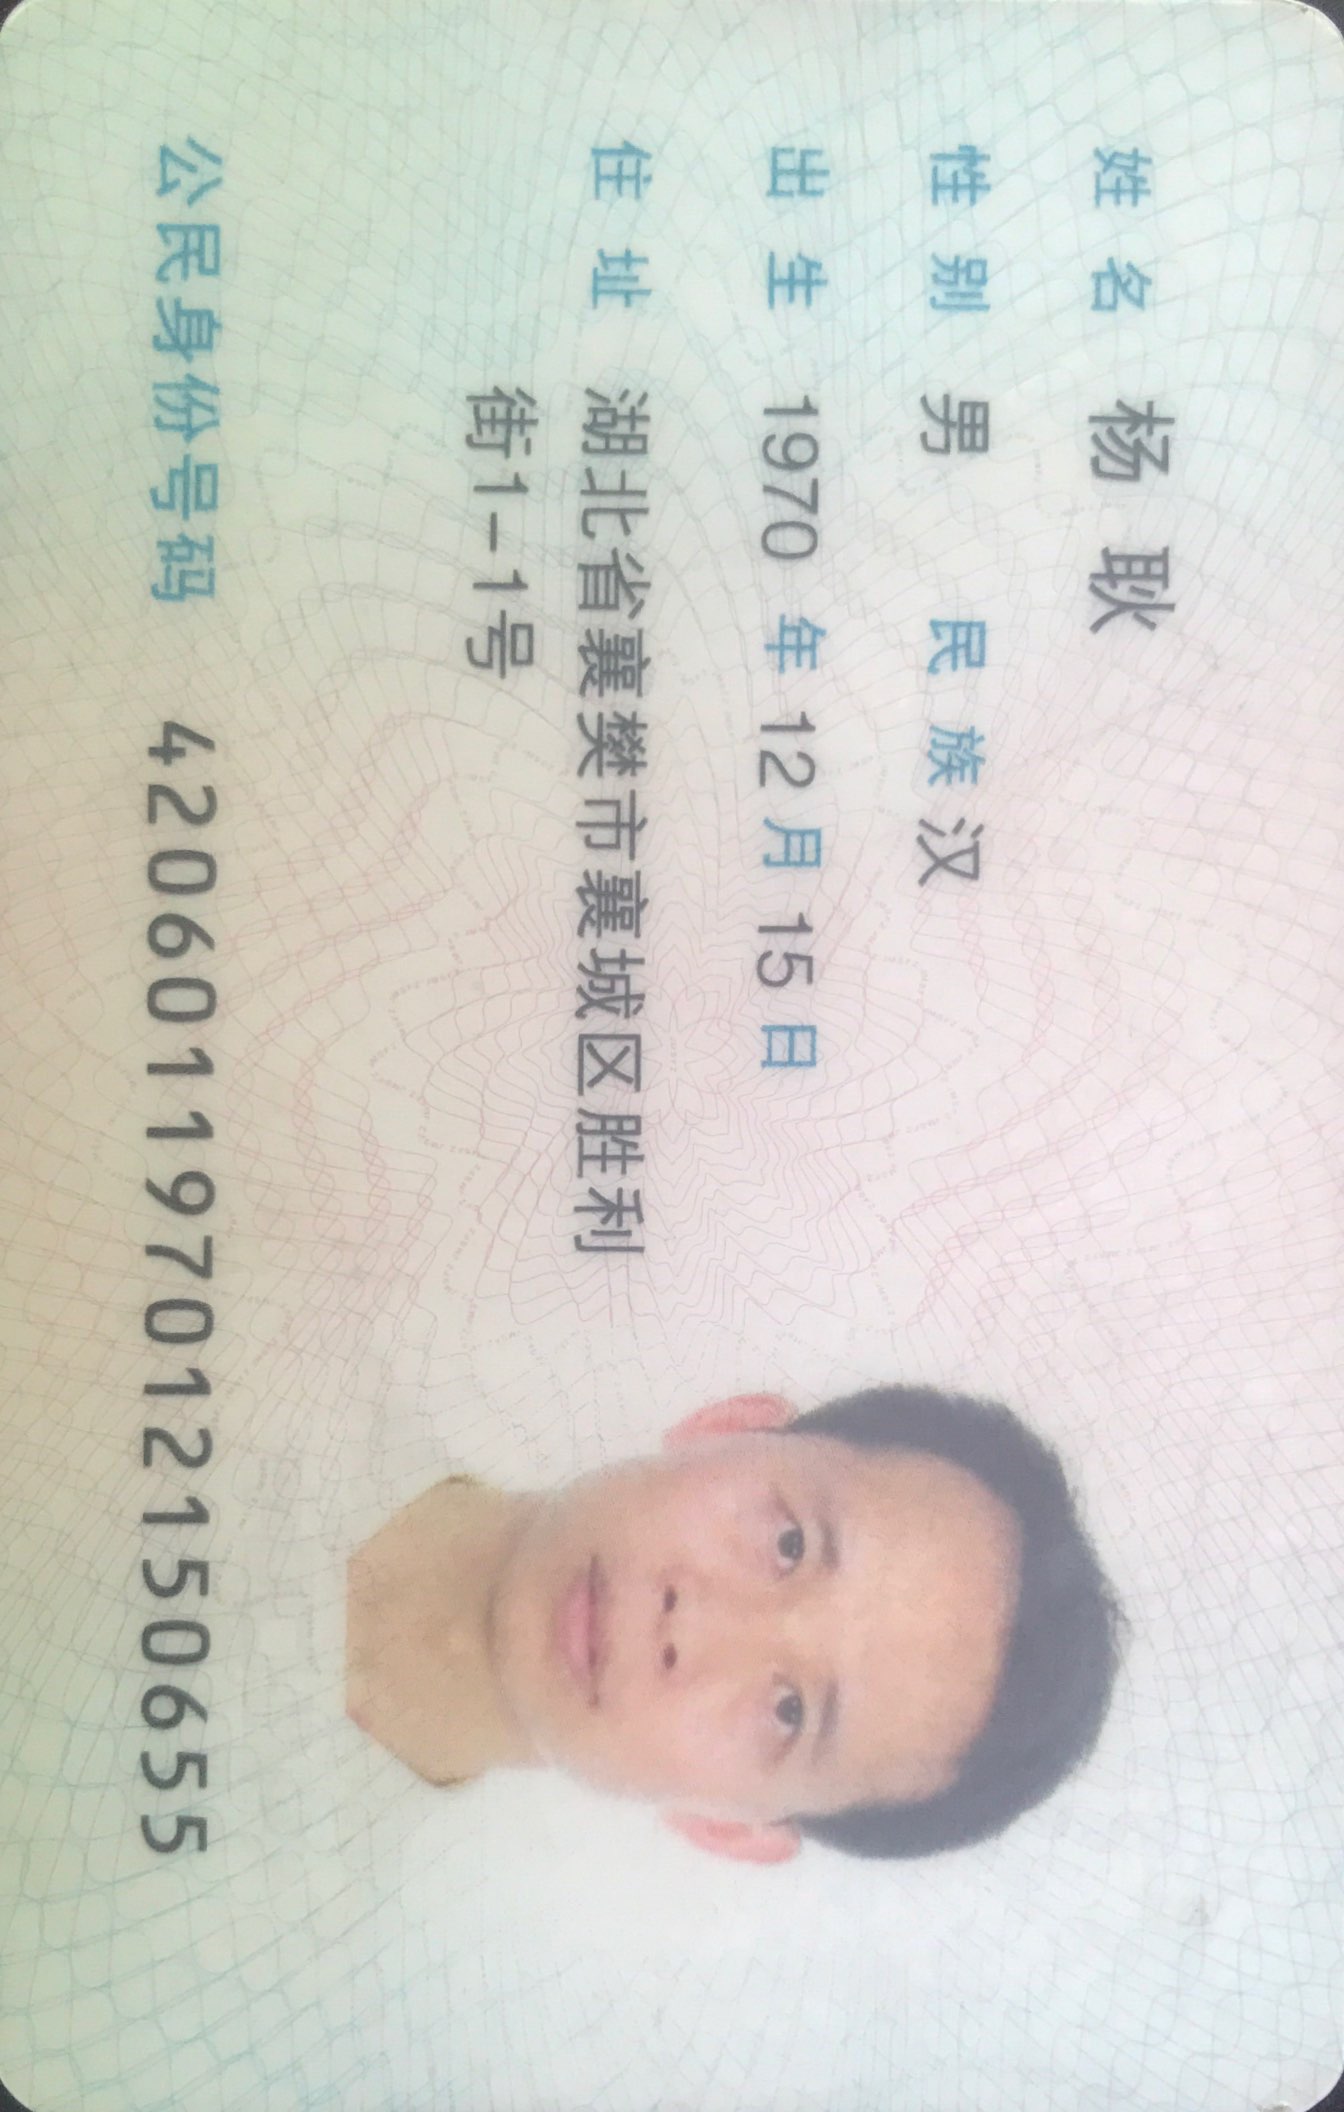 姓名 杨耿
性别 男 民族 汉
出生 1970 年 12 月 15 日
住址 湖北省襄樊市襄城区胜利
街1-1号
公民身份号码 420601197012150655